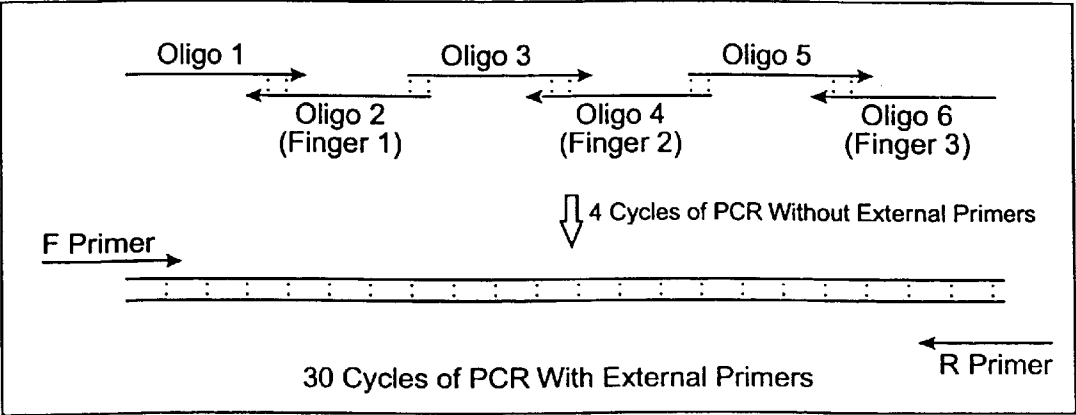 Oligo 1
Oligo 3
Oligo 5
Oligo 2
(Finger 1)
Oligo 4
(Finger 2)
Oligo 6
(Finger 3)
4 Cycles of PCR Without External Primers
F Primer
R Primer
30 Cycles of PCR With External Primers